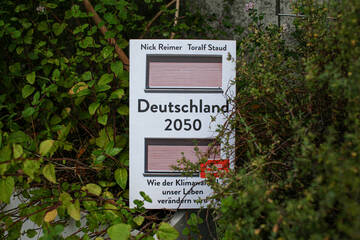 Nick Reimer Toralf Staud
Deutschland
2050
Wie der Klimawa
unser Leben
verändern